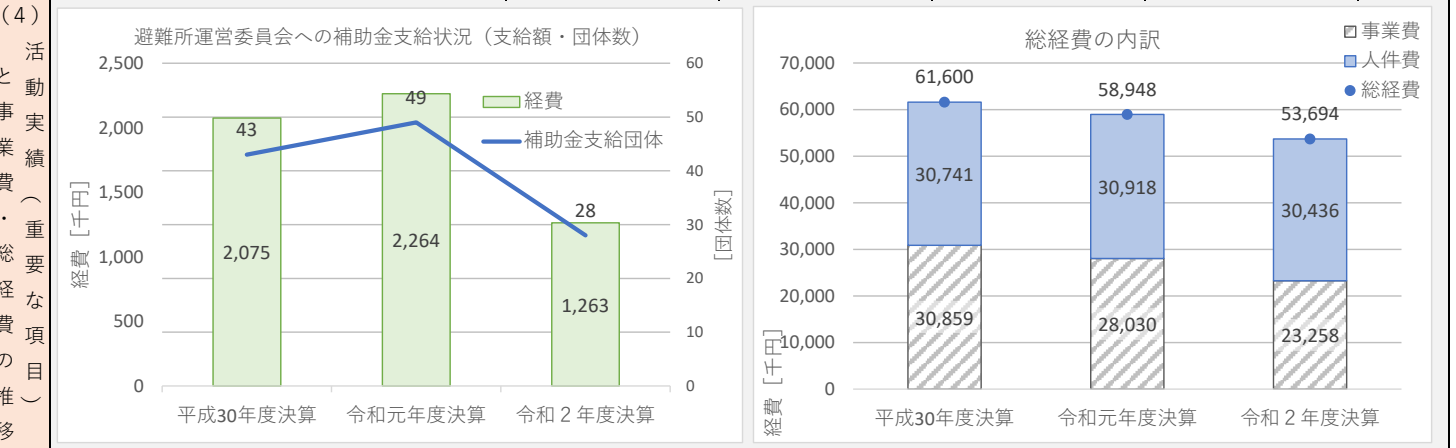 (4)
活動実績(重要な項目)
と事業費・総経費の推移
避難所運営委員会への補助金支給状況（支給額・団体数）
2,500
2,000
1,500
1,000
500
0
経費［千円］
60
50
40
30
20
10
0
[団体数]
経費
補助金支給団体
43
49
28
2,075
2,264
1,263
平成30年度決算
令和元年度決算
令和２年度決算
総経費の内訳
事業費
人件費
総経費
70,000
60,000
50,000
40,000
30,000
20,000
10,000
0
経費［千円］
61,600
58,948
53,694
30,741
30,918
30,436
30,859
28,030
23,258
平成30年度決算
令和元年度決算
令和２年度決算